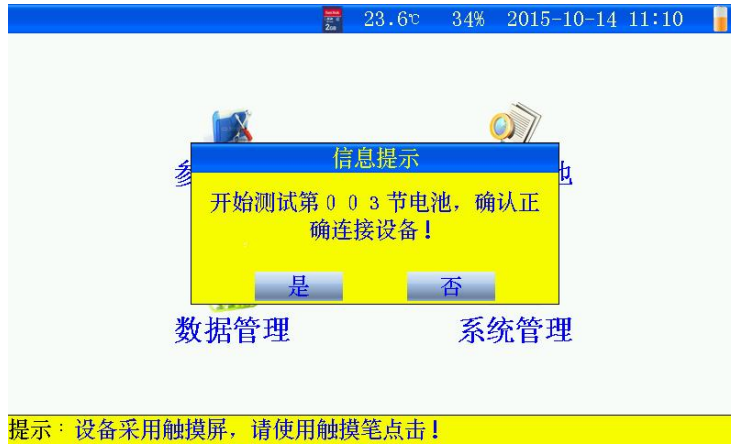 23.6℃ 34% 2015-10-14 11:10
信息提示
参
池
开始测试第003节电池，确认正
确连接设备！
是 否
数据管理 系统管理
提示：设备采用触摸屏，请使用触摸笔点击！